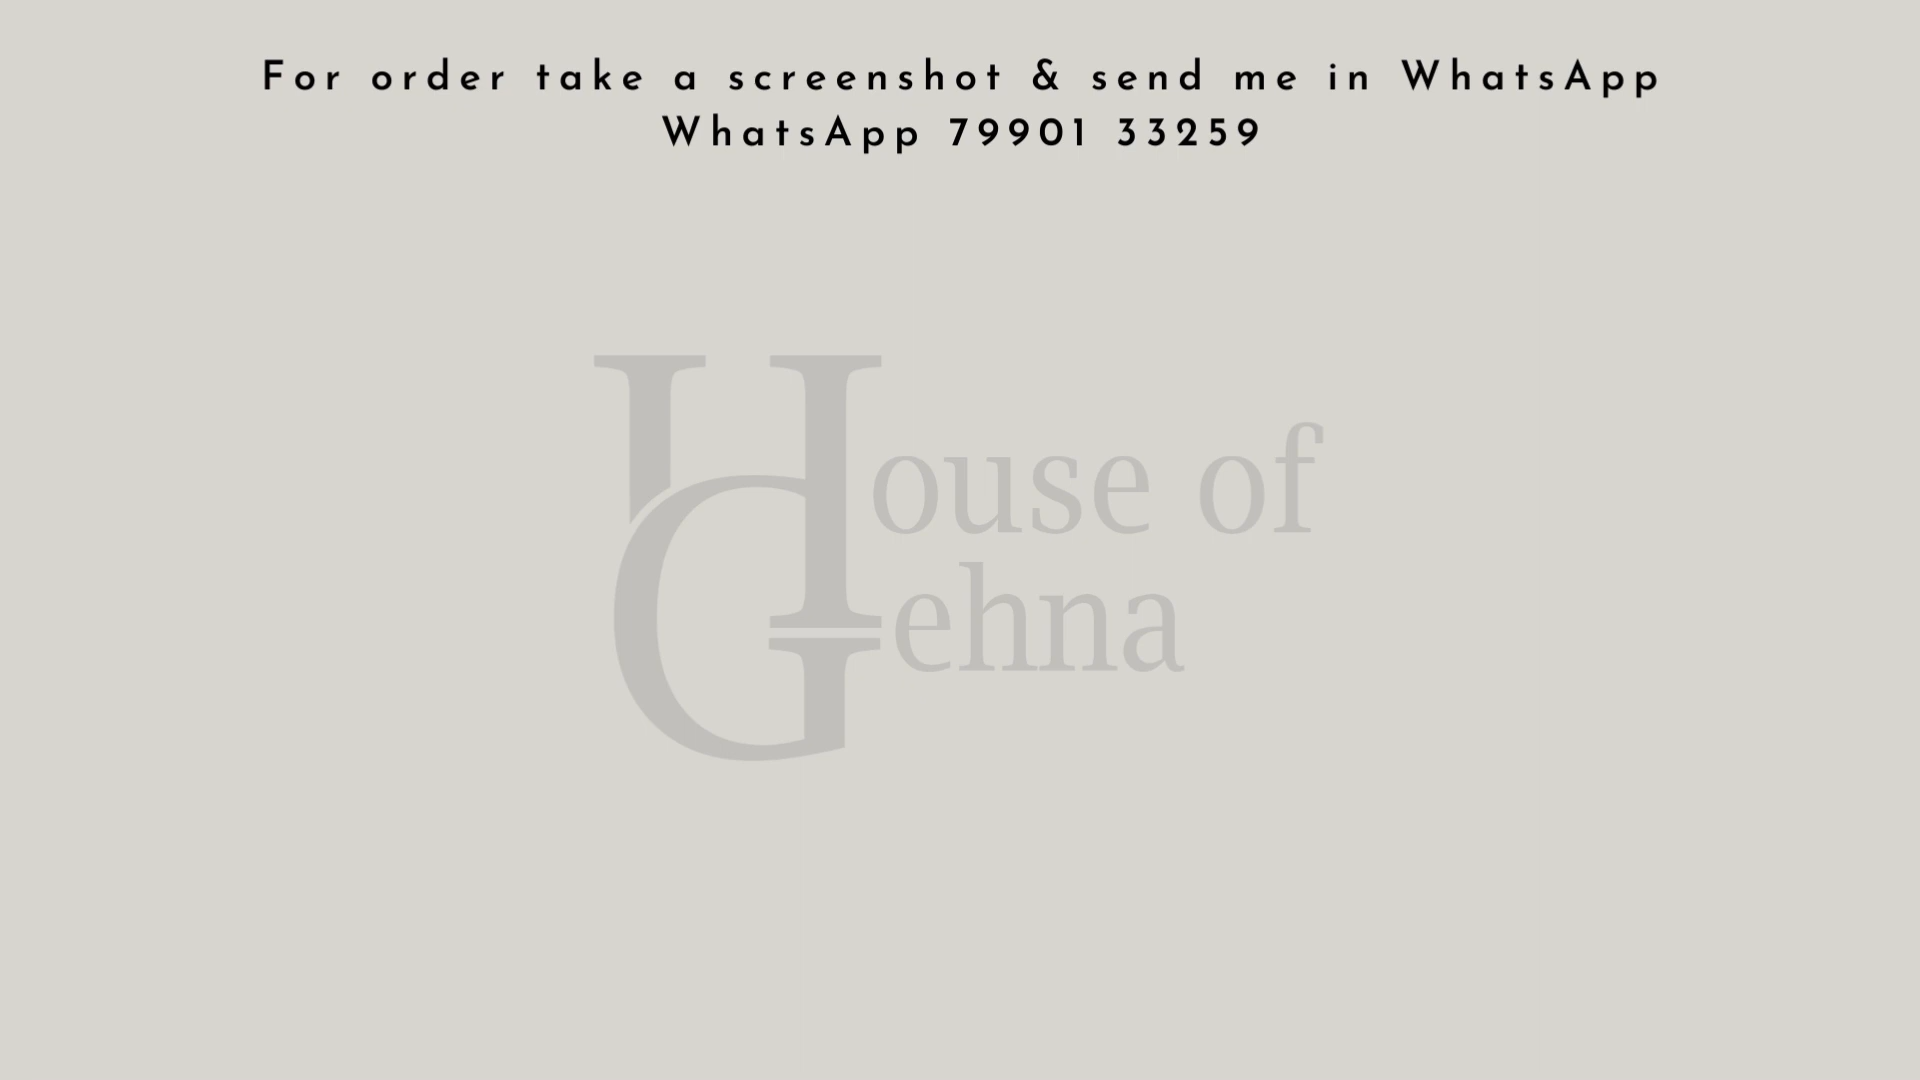 For order take a screenshot & send me in WhatsApp
WhatsApp 79901 33259
House of
Gehna